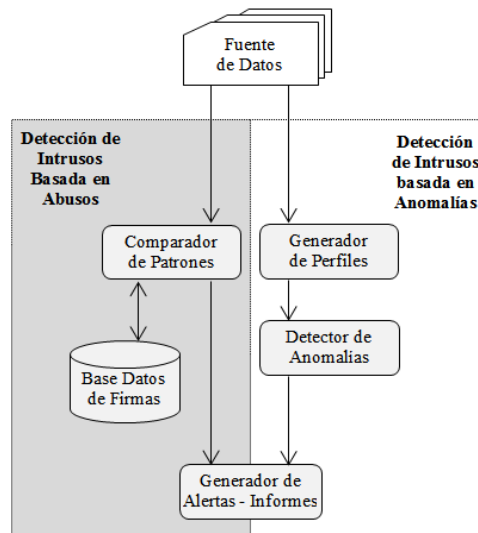 Fuente
de Datos
Detección de
Intrusos
Basada en
Abusos
Detección
de Intrusos
basada en
Anomalías
Comparador
de Patrones
Generador
de Perfiles
Detector de
Anomalias
Base Datos
de Firmas
Generador de
Alertas - Informes